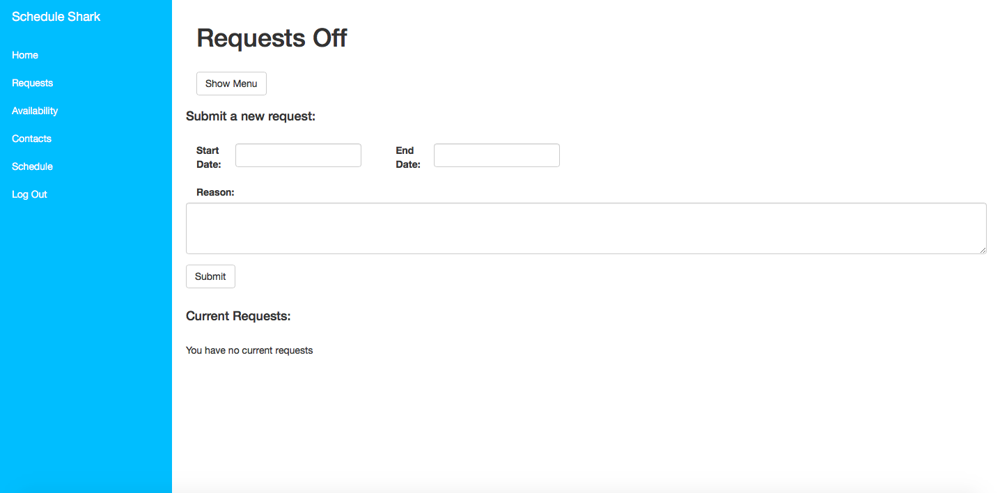 Schedule Shark
Home
Requests
Availability
Contacts
Schedule
Log Out
Requests Off
Show Menu
Submit a new request:
Start
Date:
End
Date:
Reason:
Submit
Current Requests:
You have no current requests